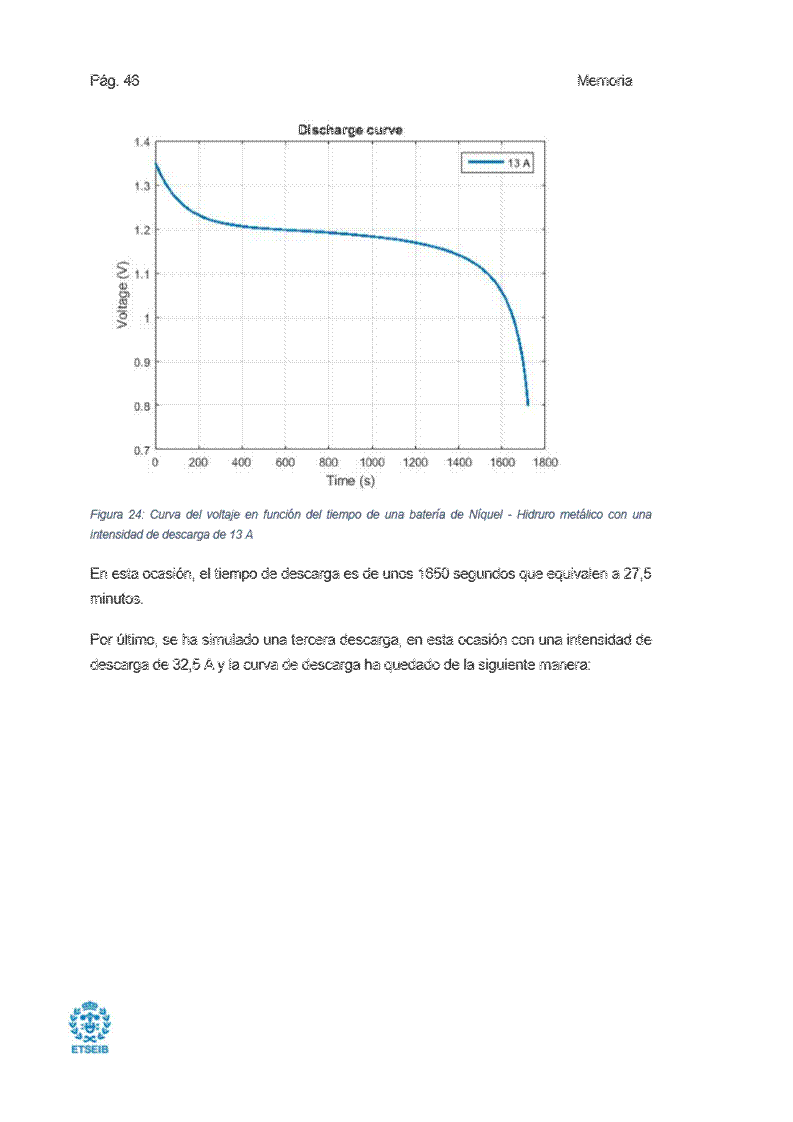 Pág. 46 Memoria
Discharge curve
1.4
1.3
1.2
1.1
1
0.9
0.8
0.7
Voltage (V)
13 A
0 200 400 600 800 1000 1200 1400 1600 1800
Time (s)
Figura 24: Curva del voltaje en función del tiempo de una batería de Níquel - Hidruro metálico con una
intensidad de descarga de 13 A
En esta ocasión, el tiempo de descarga es de unos 1650 segundos que equivalen a 27,5
minutos.
Por último, se ha simulado una tercera descarga, en esta ocasión con una intensidad de
descarga de 32,5 A y la curva de descarga ha quedado de la siguiente manera:
ETSEIB